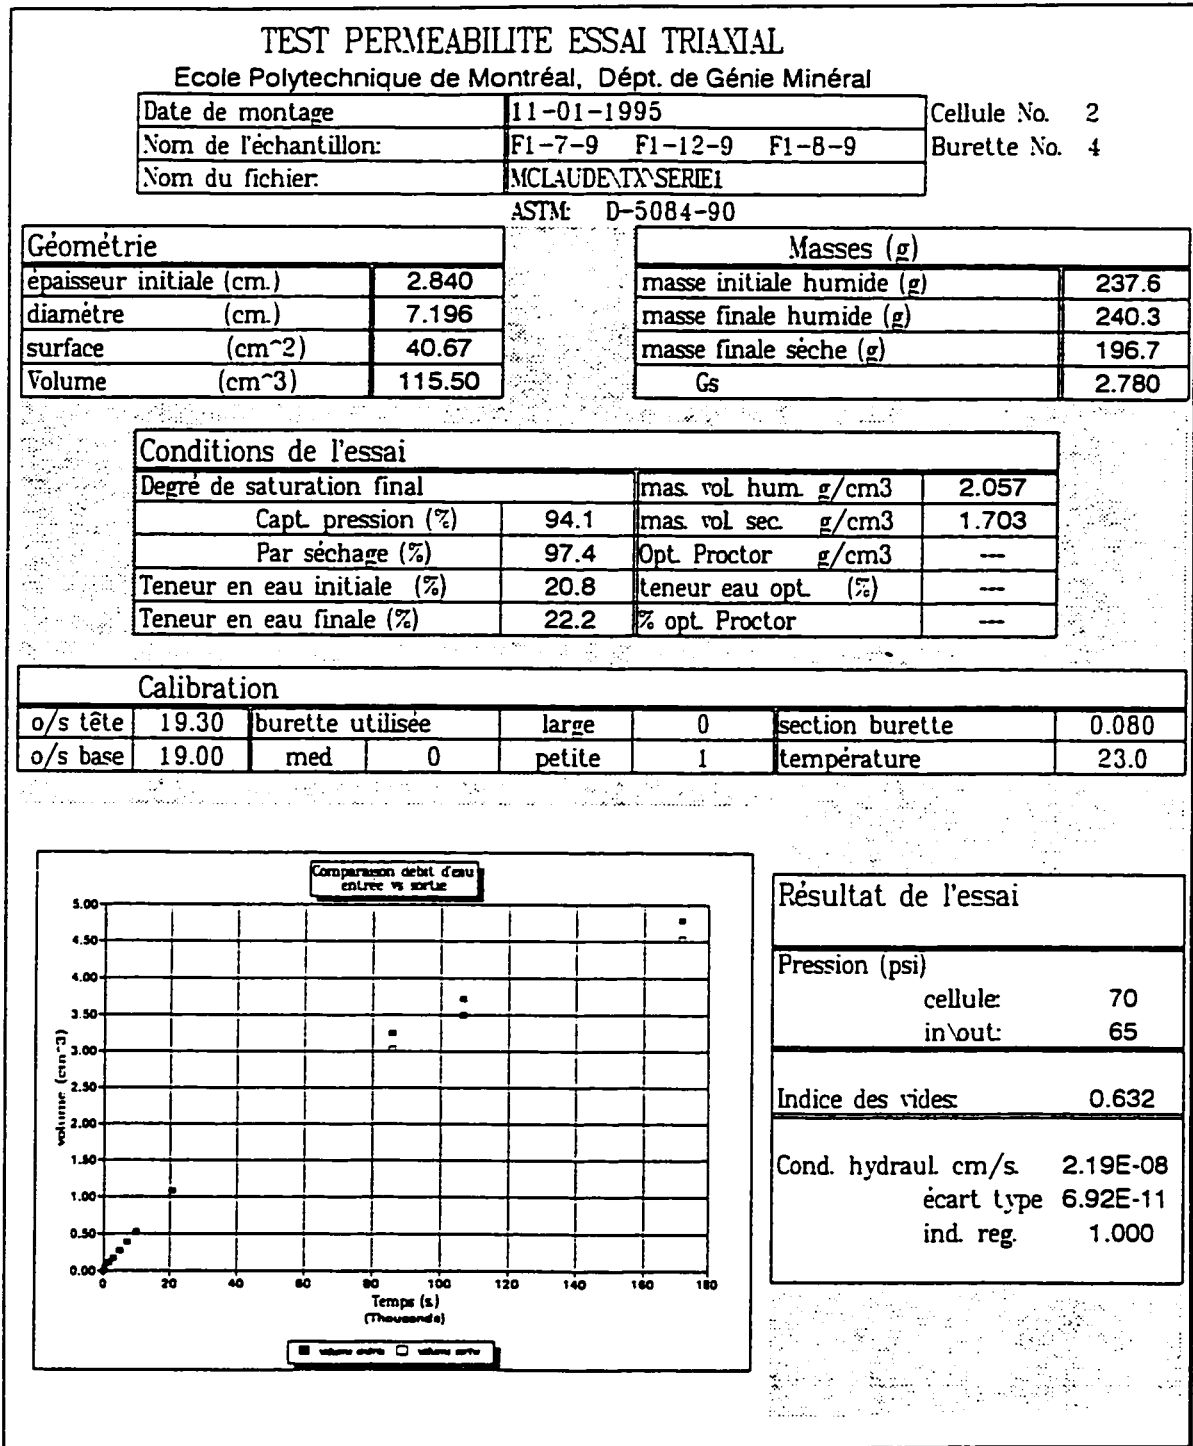 TEST PERMEABILITE ESSAI TRIAXIAL
Ecole Polytechnique de Montréal, Dépt. de Génie Minéral
Date de montage 11-01-1995 Cellule No. 2
Nom de l'échantillon: F1-7-9 F1-12-9 F1-8-9 Burette No. 4
Nom du fichier: MCLAUDE\TX\SERIE1
ASTM: D-5084-90
Géométrie Masses (g)
épaisseur initiale (cm.) 2.840 masse initiale humide (g) 237.6
diamètre (cm.) 7.196 masse finale humide (g) 240.3
surface (cm^2) 40.67 masse finale sèche (g) 196.7
Volume (cm^3) 115.50 Gs 2.780
Conditions de l'essai
Degré de saturation final mas. vol. hum. g/cm3 2.057
Capt. pression (%) 94.1 mas. vol. sec. g/cm3 1.703
Par séchage (%) 97.4 Opt. Proctor g/cm3 ---
Teneur en eau initiale (%) 20.8 teneur eau opt. (%) ---
Teneur en eau finale (%) 22.2 % opt. Proctor ---
Calibration
o/s tête 19.30 burette utilisée large 0 section burette 0.080
o/s base 19.00 med 0 petite 1 température 23.0
Comparaison debit d'eau
entree vs sortie
5.00
4.50
4.00
3.50
3.00
2.50
2.00
1.50
1.00
0.50
0.00
volume (cm^3)
0 20 40 60 80 100 120 140 160 180
Temps (s)
(Thousands)
volume entrée volume sortie
Résultat de l'essai
Pression (psi)
cellule: 70
in\out: 65
Indice des vides: 0.632
Cond. hydraul. cm/s. 2.19E-08
écart type 6.92E-11
ind. reg. 1.000